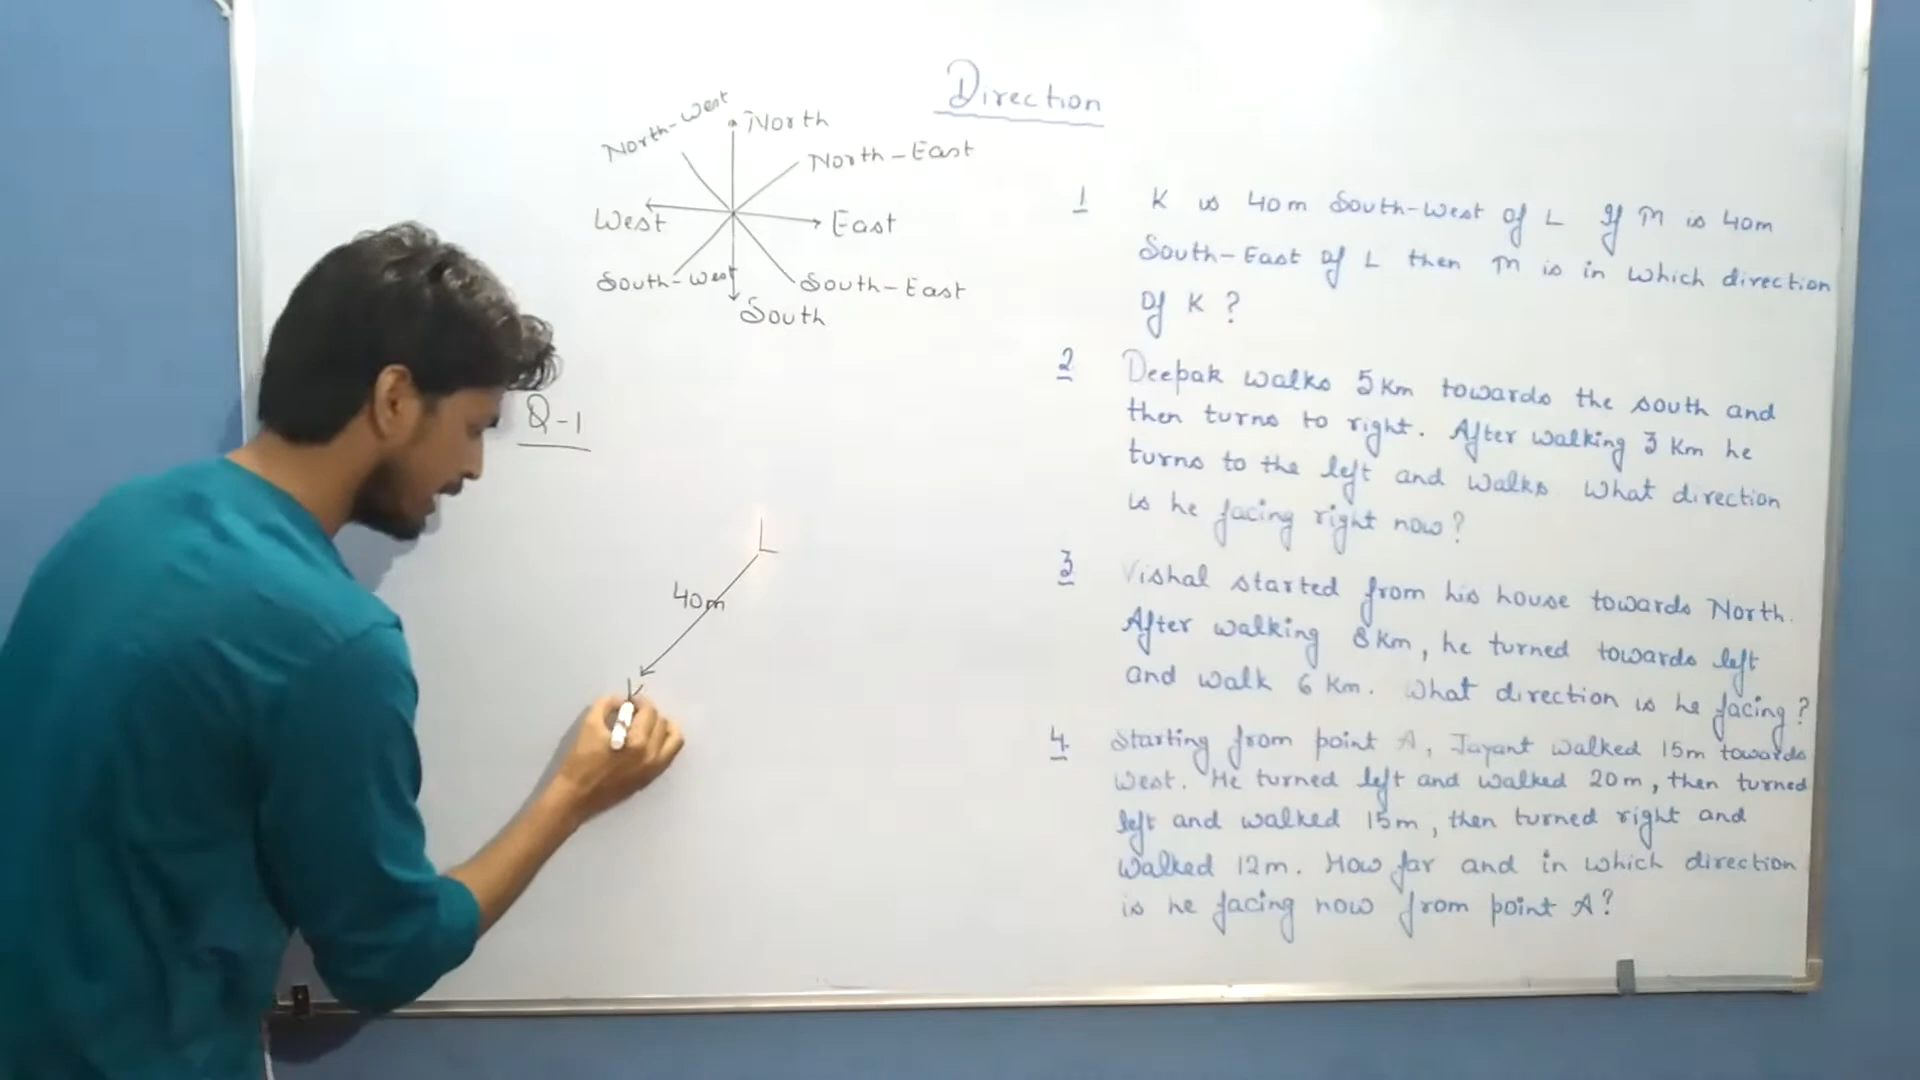 Direction
North-West
North
North-East
West
East
South-West
South-East
South
Q-1
L
40m
K
1 K is 40m South-West of L If M is 40m
South-East of L then M is in which direction
of K ?
2 Deepak walks 5 Km towards the south and
then turns to right. After walking 3 Km he
turns to the left and walks What direction
is he facing right now?
3 Vishal started from his house towards North.
After walking 8 Km, he turned towards left
and walk 6 Km. What direction is he facing?
4. Starting from point A, Jayant walked 15m towards
West. He turned left and walked 20m, then turned
left and walked 15m, then turned right and
Walked 12m. How far and in which direction
is he facing now from point A?